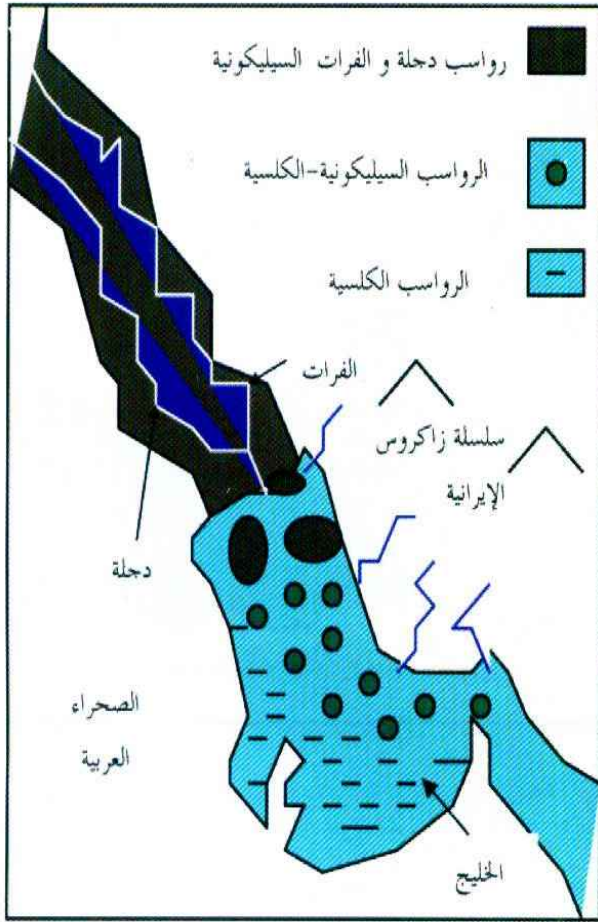 رواسب دجلة و الفرات السيليكونية
الرواسب السيليكونية-الكلسية
الرواسب الكلسية
الفرات
سلسلة زاكروس
الإيرانية
دجلة
الصحراء
العربية
الخليج